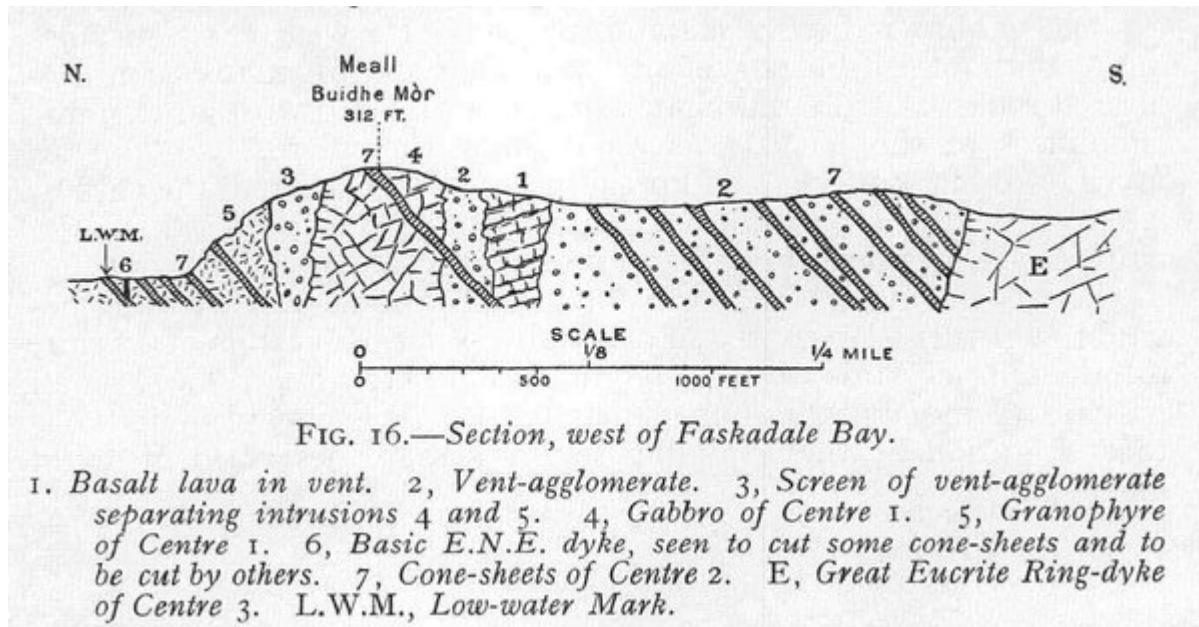 N.
Meall
Buidhe Mòr
312 FT.
S.
7 4
3 2 1 2 7
5
L.W.M.
6 7
E
SCALE
0 1/8 1/4 MILE
0 500 1000 FEET
FIG. 16.—Section, west of Faskadale Bay.
1. Basalt lava in vent. 2, Vent-agglomerate. 3, Screen of vent-agglomerate
separating intrusions 4 and 5. 4, Gabbro of Centre 1. 5, Granophyre
of Centre 1. 6, Basic E.N.E. dyke, seen to cut some cone-sheets and to
be cut by others. 7, Cone-sheets of Centre 2. E, Great Eucrite Ring-dyke
of Centre 3. L.W.M., Low-water Mark.